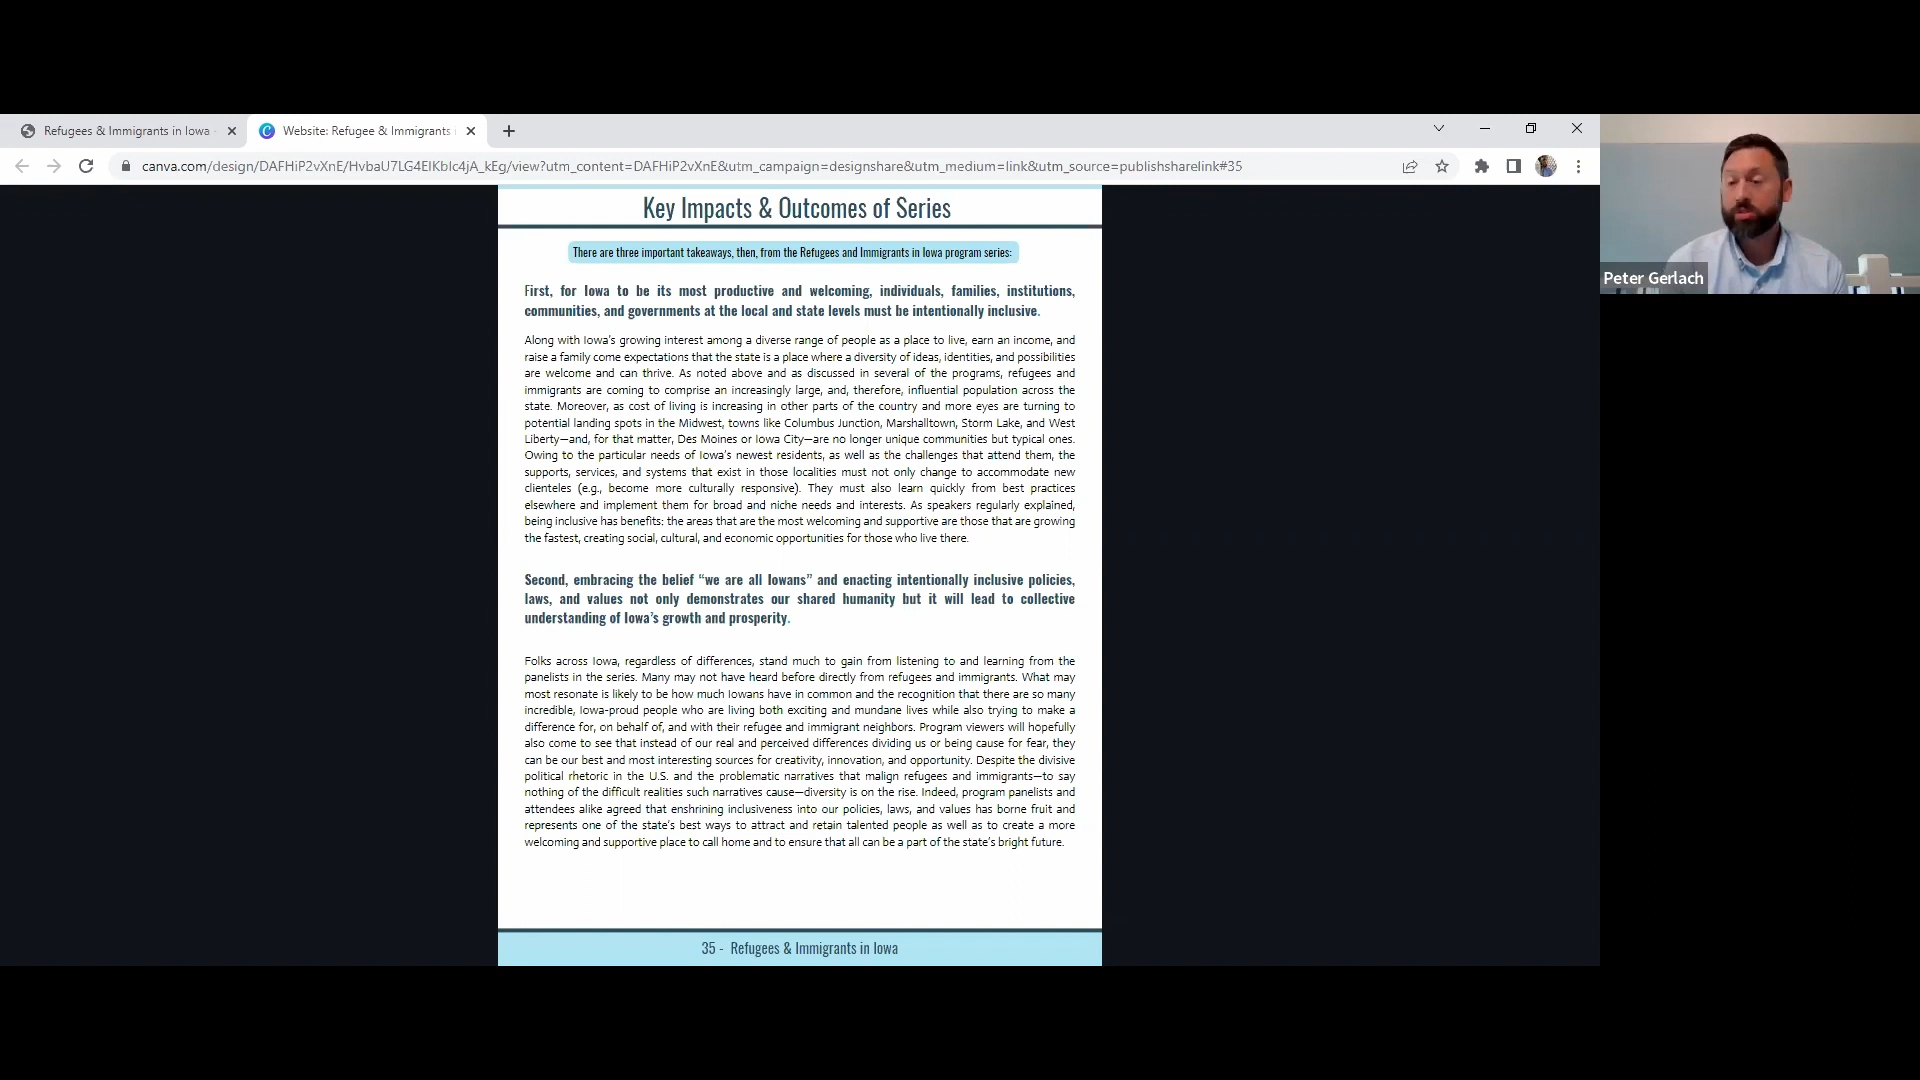 Refugees & Immigrants in Iowa
Website: Refugee & Immigrants
canva.com/design/DAFHiP2vXnE/HvbaU7LG4EIKbIc4jA_kEg/view?utm_content=DAFHiP2vXnE&utm_campaign=designshare&utm_medium=link&utm_source=publishsharelink#35
Key Impacts & Outcomes of Series
There are three important takeaways, then, from the Refugees and Immigrants in Iowa program series:
First, for Iowa to be its most productive and welcoming, individuals, families, institutions,
communities, and governments at the local and state levels must be intentionally inclusive.
Along with Iowa's growing interest among a diverse range of people as a place to live, earn an income, and
raise a family come expectations that the state is a place where a diversity of ideas, identities, and possibilities
are welcome and can thrive. As noted above and as discussed in several of the programs, refugees and
immigrants are coming to comprise an increasingly large, and, therefore, influential population across the
state. Moreover, as cost of living is increasing in other parts of the country and more eyes are turning to
potential landing spots in the Midwest, towns like Columbus Junction, Marshalltown, Storm Lake, and West
Liberty—and, for that matter, Des Moines or Iowa City—are no longer unique communities but typical ones.
Owing to the particular needs of Iowa's newest residents, as well as the challenges that attend them, the
supports, services, and systems that exist in those localities must not only change to accommodate new
clienteles (e.g., become more culturally responsive). They must also learn quickly from best practices
elsewhere and implement them for broad and niche needs and interests. As speakers regularly explained,
being inclusive has benefits: the areas that are the most welcoming and supportive are those that are growing
the fastest, creating social, cultural, and economic opportunities for those who live there.
Second, embracing the belief “we are all Iowans” and enacting intentionally inclusive policies,
laws, and values not only demonstrates our shared humanity but it will lead to collective
understanding of Iowa's growth and prosperity.
Folks across Iowa, regardless of differences, stand much to gain from listening to and learning from the
panelists in the series. Many may not have heard before directly from refugees and immigrants. What may
most resonate is likely to be how much Iowans have in common and the recognition that there are so many
incredible, Iowa-proud people who are living both exciting and mundane lives while also trying to make a
difference for, on behalf of, and with their refugee and immigrant neighbors. Program viewers will hopefully
also come to see that instead of our real and perceived differences dividing us or being cause for fear, they
can be our best and most interesting sources for creativity, innovation, and opportunity. Despite the divisive
political rhetoric in the U.S. and the problematic narratives that malign refugees and immigrants—to say
nothing of the difficult realities such narratives cause—diversity is on the rise. Indeed, program panelists and
attendees alike agreed that enshrining inclusiveness into our policies, laws, and values has borne fruit and
represents one of the state's best ways to attract and retain talented people as well as to create a more
welcoming and supportive place to call home and to ensure that all can be a part of the state's bright future.
35 - Refugees & Immigrants in Iowa
Peter Gerlach